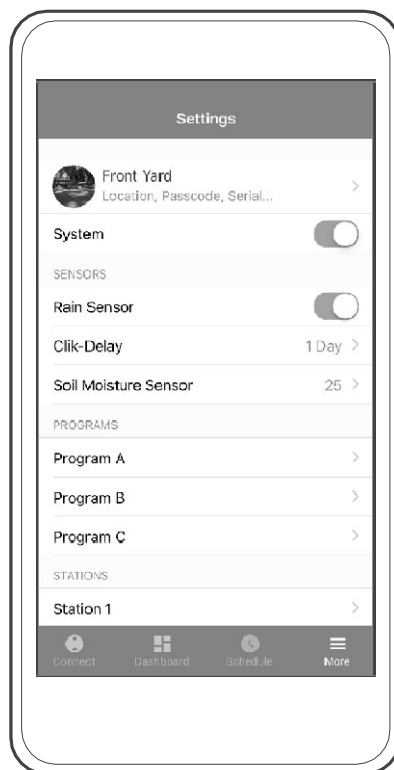 Settings
Front Yard
Location, Passcode, Serial...
System
SENSORS
Rain Sensor
Clik-Delay 1 Day
Soil Moisture Sensor 25
PROGRAMS
Program A
Program B
Program C
STATIONS
Station 1
Connect Dashboard Schedule More